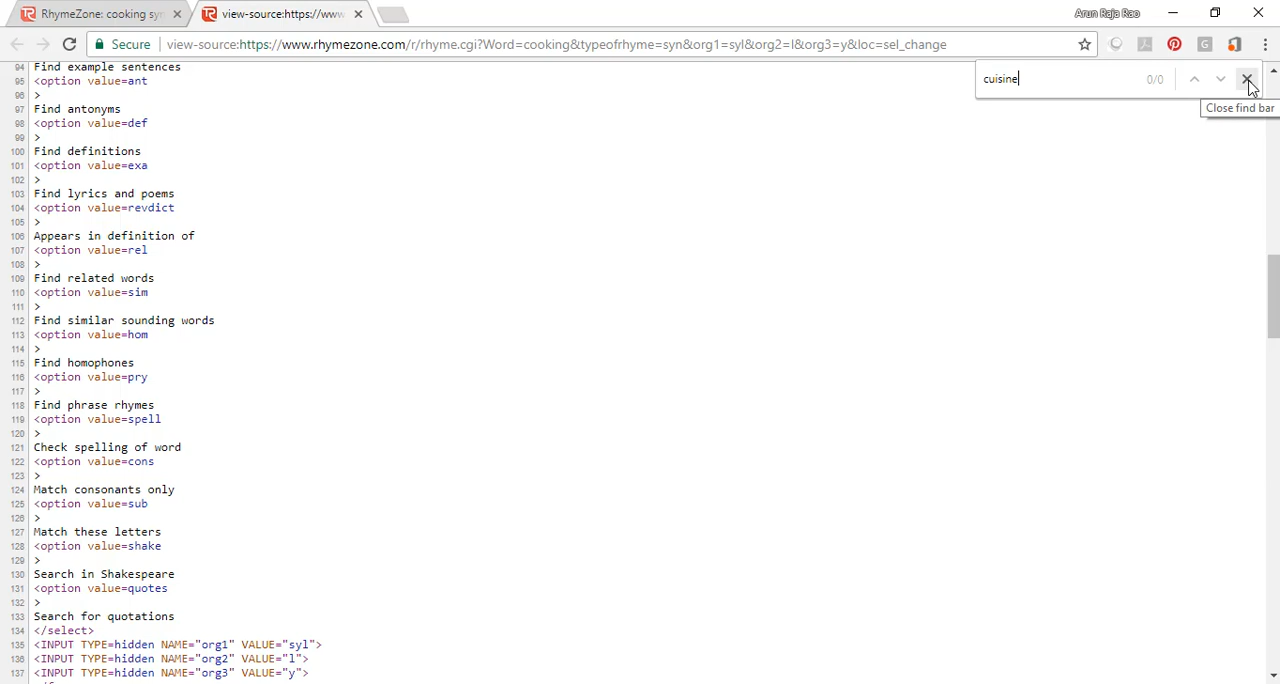 RhymeZone: cooking syn
view-source:https://www
Arun Raja Rao
Secure view-source:https://www.rhymezone.com/r/rhyme.cgi?Word=cooking&typeofrhyme=syn&org1=syl&org2=l&org3=y&loc=sel_change
cuisine 0/0
Close find bar
94 Find example sentences
95 <option value=ant
96 >
97 Find antonyms
98 <option value=def
99 >
100 Find definitions
101 <option value=exa
102 >
103 Find lyrics and poems
104 <option value=revdict
105 >
106 Appears in definition of
107 <option value=rel
108 >
109 Find related words
110 <option value=sim
111 >
112 Find similar sounding words
113 <option value=hom
114 >
115 Find homophones
116 <option value=pry
117 >
118 Find phrase rhymes
119 <option value=spell
120 >
121 Check spelling of word
122 <option value=cons
123 >
124 Match consonants only
125 <option value=sub
126 >
127 Match these letters
128 <option value=shake
129 >
130 Search in Shakespeare
131 <option value=quotes
132 >
133 Search for quotations
134 </select>
135 <INPUT TYPE=hidden NAME="org1" VALUE="syl">
136 <INPUT TYPE=hidden NAME="org2" VALUE="l">
137 <INPUT TYPE=hidden NAME="org3" VALUE="y">